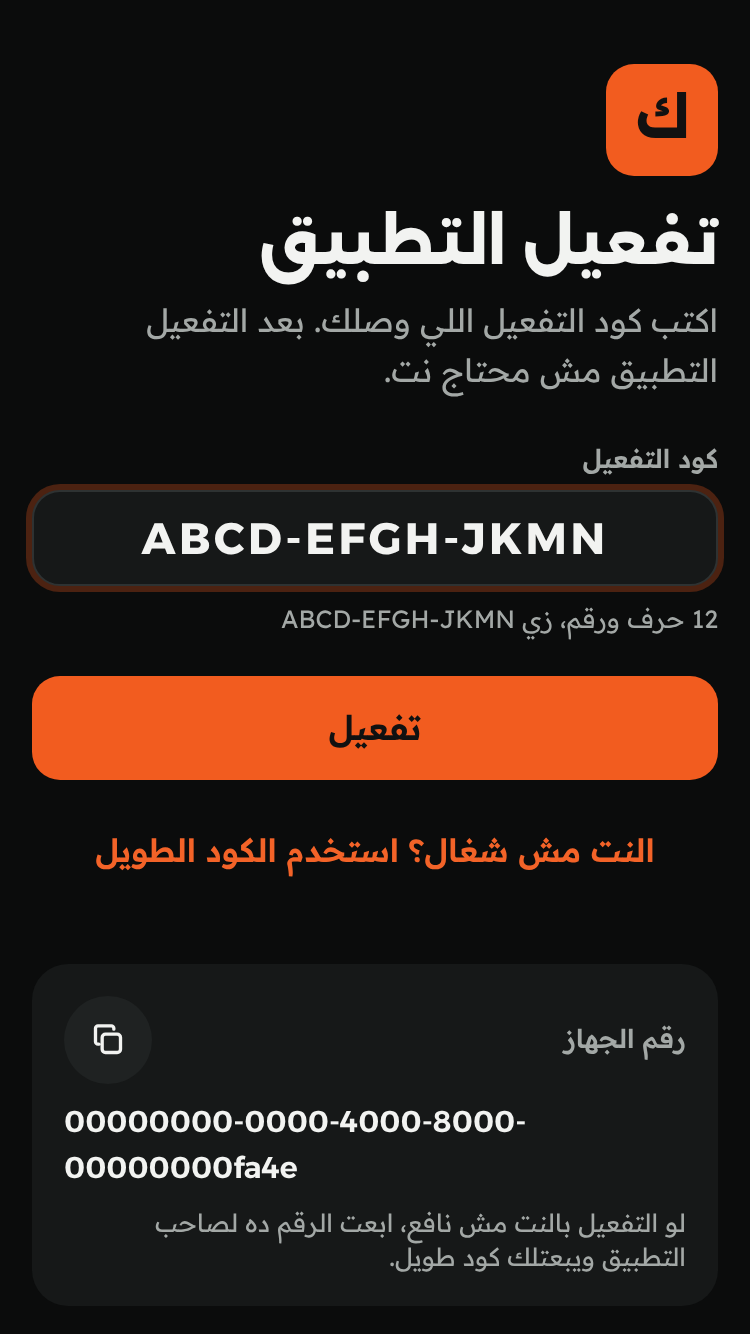 ك
تفعيل التطبيق
اكتب كود التفعيل اللي وصلك. بعد التفعيل
التطبيق مش محتاج نت.
كود التفعيل
ABCD-EFGH-JKMN
12 حرف ورقم، زي ABCD-EFGH-JKMN
تفعيل
النت مش شغال؟ استخدم الكود الطويل
رقم الجهاز
00000000-0000-4000-8000-
00000000fa4e
لو التفعيل بالنت مش نافع، ابعت الرقم ده لصاحب
التطبيق ويبعتلك كود طويل.